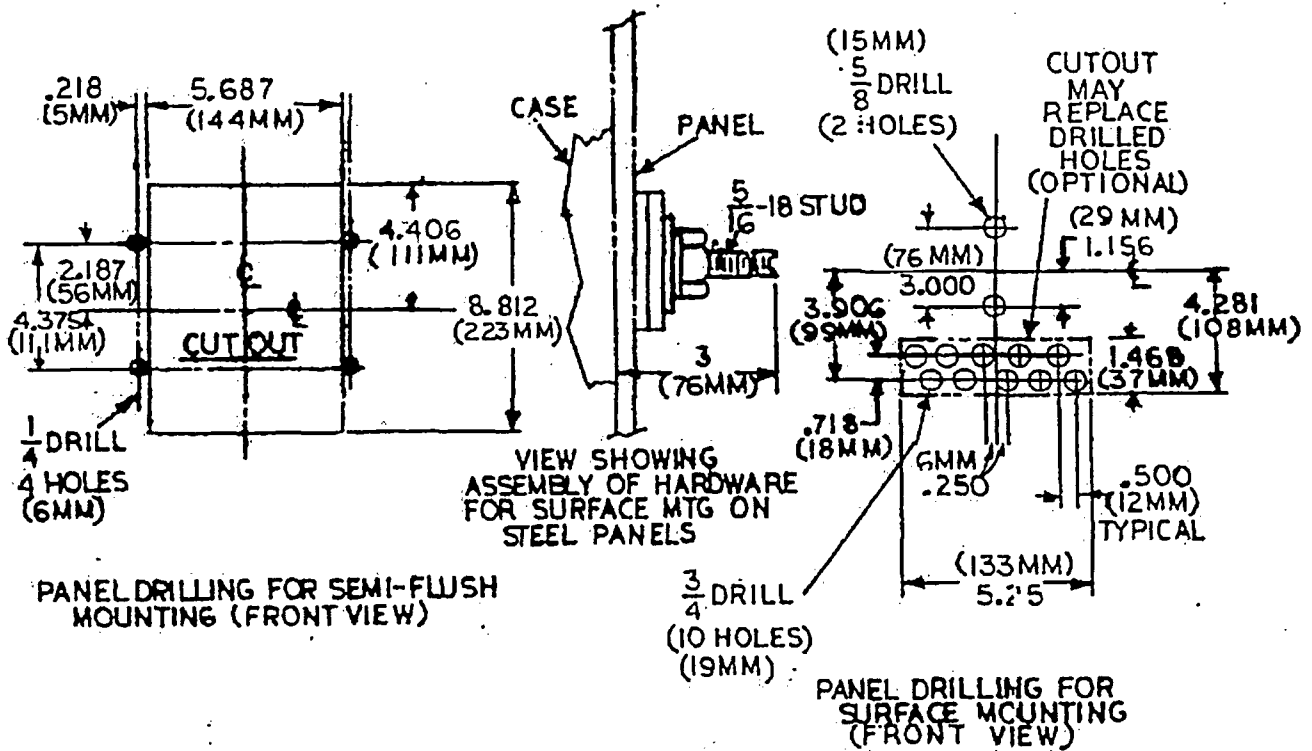 .218
(5MM)
5.687
(144MM)
4.406
(111MM)
2.187
(56MM)
4.375
(111MM)
℄
℄
CUTOUT
8.812
(223MM)
1/4 DRILL
4 HOLES
(6MM)
PANEL DRILLING FOR SEMI-FLUSH
MOUNTING (FRONT VIEW)
CASE
PANEL
5/16-18 STUD
3
(76MM)
VIEW SHOWING
ASSEMBLY OF HARDWARE
FOR SURFACE MTG ON
STEEL PANELS
(15MM)
5/8 DRILL
(2 HOLES)
CUTOUT
MAY
REPLACE
DRILLED
HOLES
(OPTIONAL)
(29MM)
1.156
℄
(76MM)
3.000
3.906
(99MM)
4.281
(108MM)
1.468
(37MM)
.718
(18MM)
6MM
.250
.500
(12MM)
TYPICAL
3/4 DRILL
(10 HOLES)
(19MM)
(133MM)
PANEL DRILLING FOR
SURFACE MOUNTING
(FRONT VIEW)